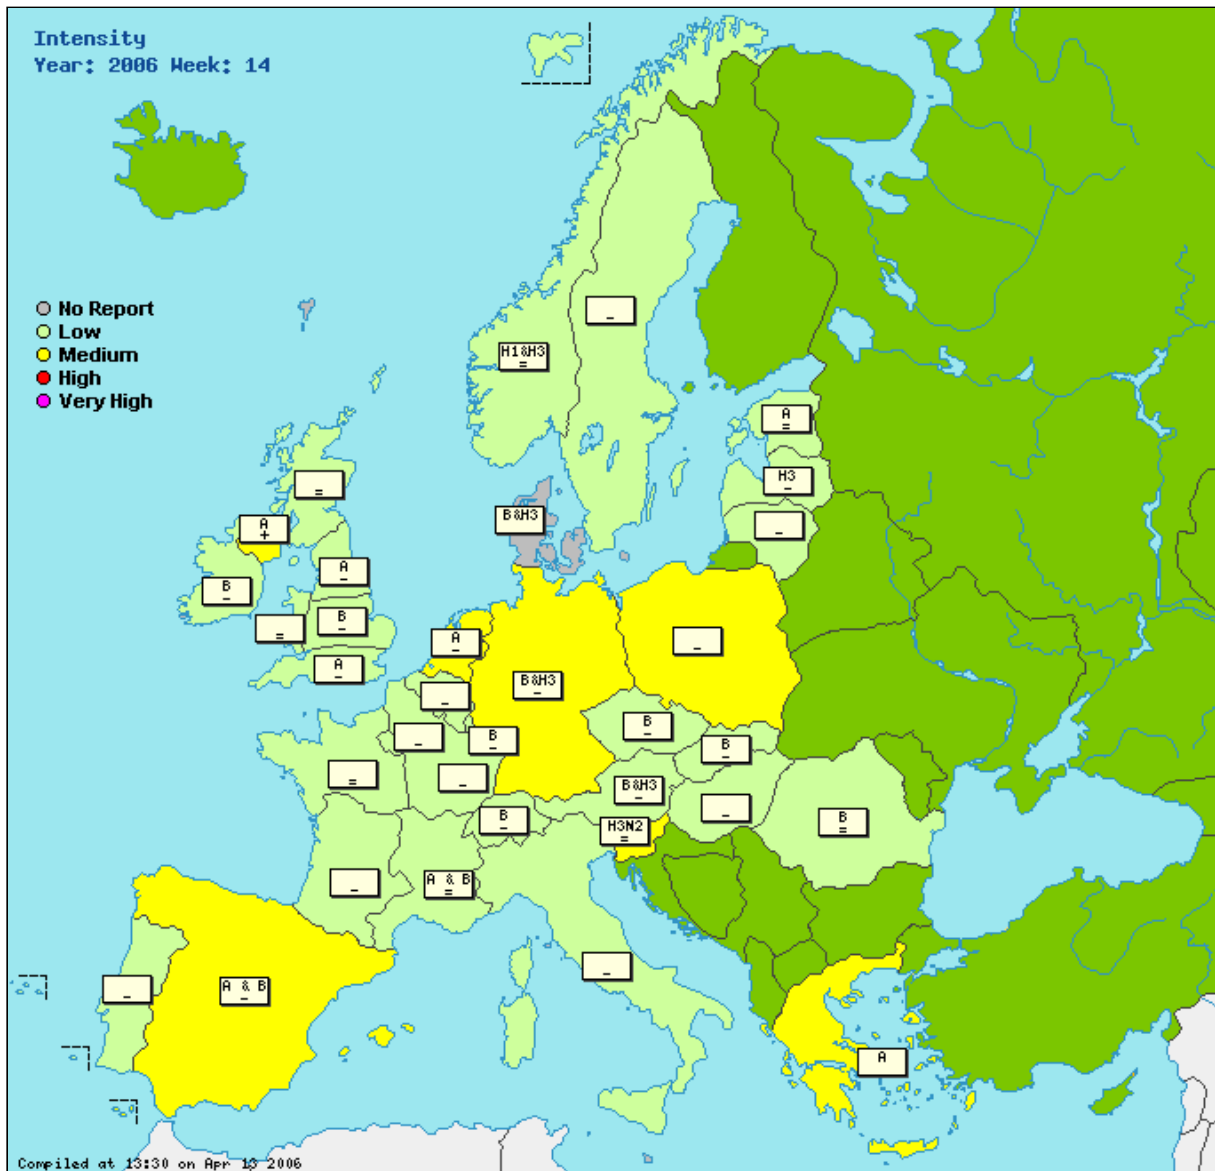 Intensity
Year: 2006 Week: 14
No Report
Low
Medium
High
Very High
–
H1&H3
=
A
=
H3
–
–
=
B&H3
A
+
A
–
B
–
B
–
=
A
–
A
–
–
B&H3
–
–
B
–
–
B
–
B
–
=
–
B&H3
–
–
B
–
H3N2
=
B
=
–
A & B
=
–
–
A & B
–
A
Compiled at 13:30 on Apr 13 2006